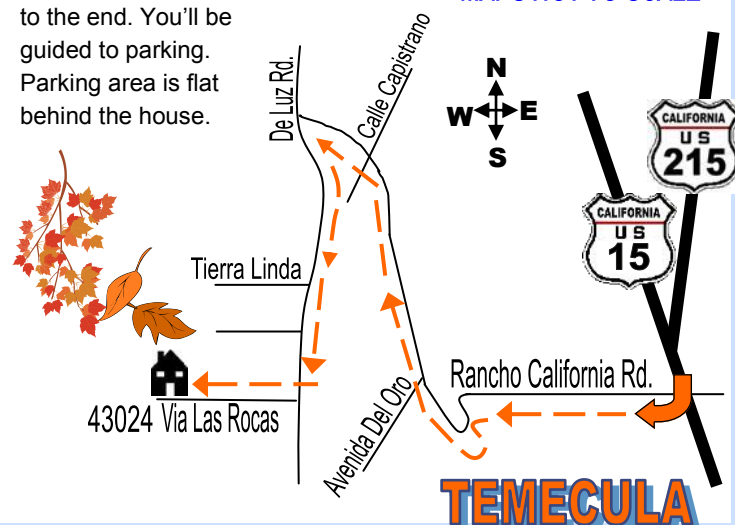 to the end. You’ll be
guided to parking.
Parking area is flat
behind the house.
De Luz Rd.
Calle Capistrano
N
W E
S
CALIFORNIA
US
215
CALIFORNIA
US
15
Tierra Linda
43024 Via Las Rocas
Avenida Del Oro
Rancho California Rd.
TEMECULA